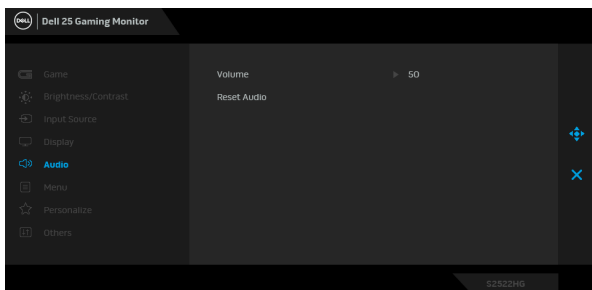 DELL Dell 25 Gaming Monitor
Game
Volume 50
Brightness/Contrast
Reset Audio
Input Source
Display
Audio
Menu
Personalize
Others
S2522HG